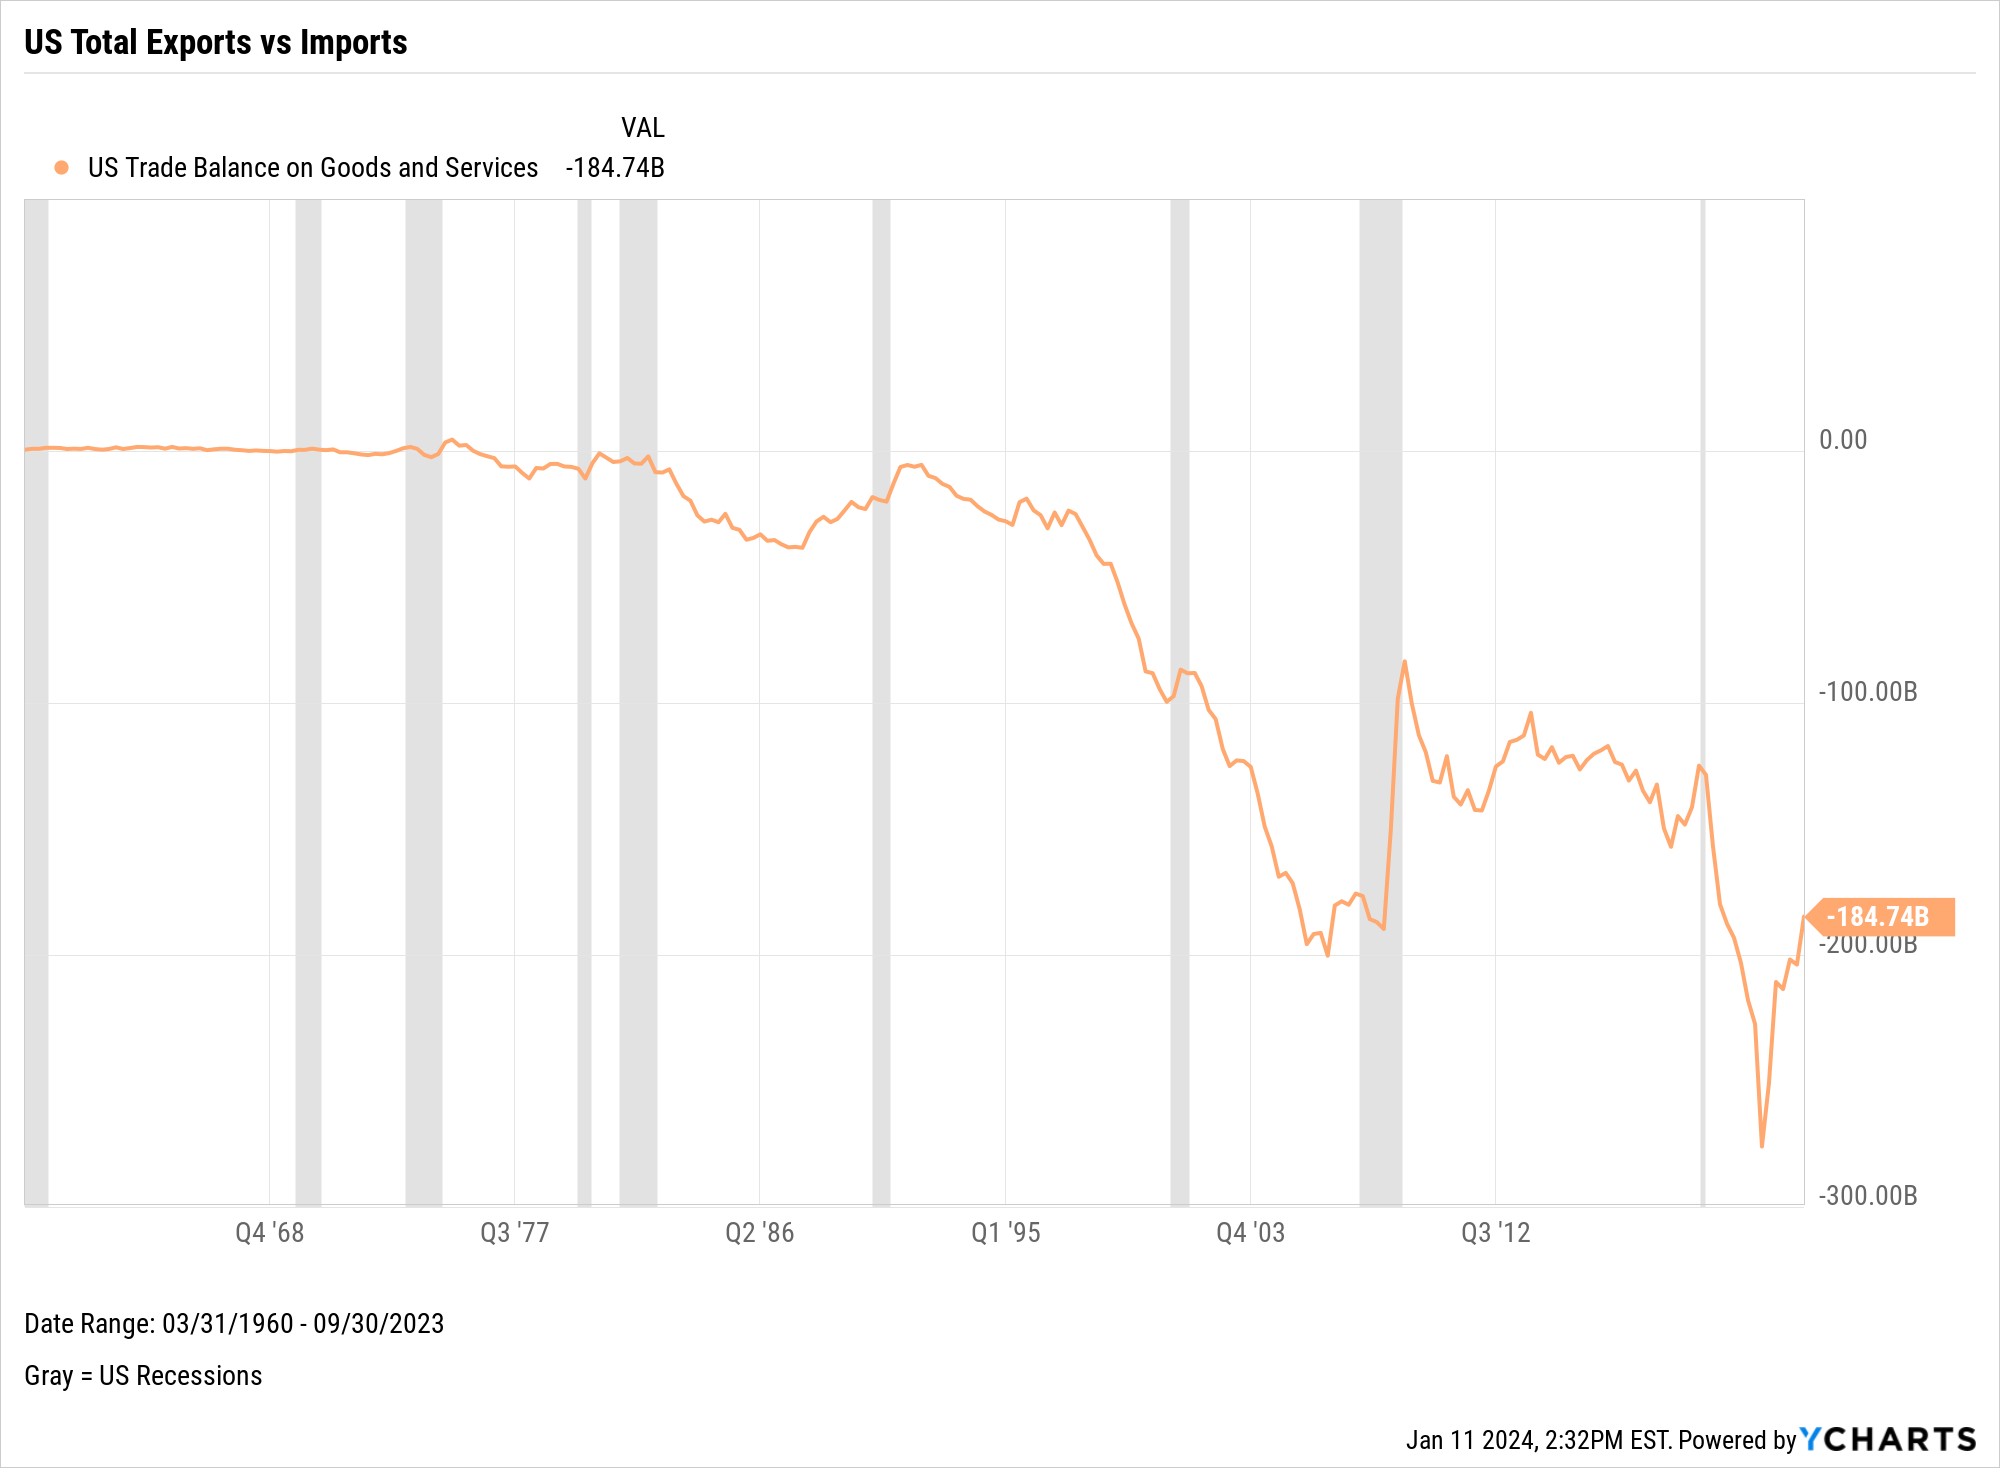 US Total Exports vs Imports
VAL
US Trade Balance on Goods and Services -184.74B
0.00
-100.00B
-184.74B
-200.00B
-300.00B
Q4 '68 Q3 '77 Q2 '86 Q1 '95 Q4 '03 Q3 '12
Date Range: 03/31/1960 - 09/30/2023
Gray = US Recessions
Jan 11 2024, 2:32PM EST. Powered by YCHARTS